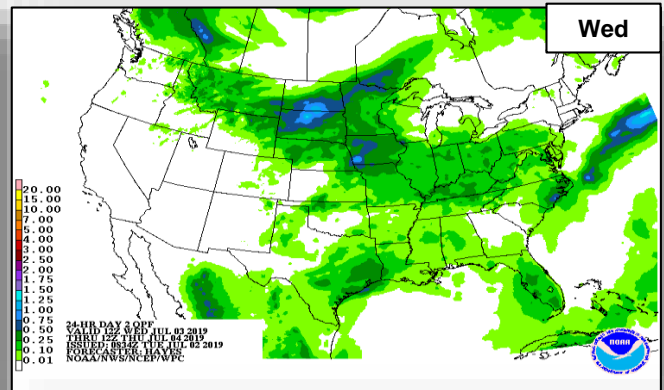 Wed
20.00
15.00
10.00
7.00
5.00
4.00
3.00
2.50
2.00
1.75
1.50
1.25
1.00
0.75
0.50
0.25
0.10
0.01
24-HR DAY 2 QPF
VALID 12Z WED JUL 03 2019
THRU 12Z THU JUL 04 2019
ISSUED: 0834Z TUE JUL 02 2019
FORECASTER: HAYES
NOAA/NWS/NCEP/WPC
noaa